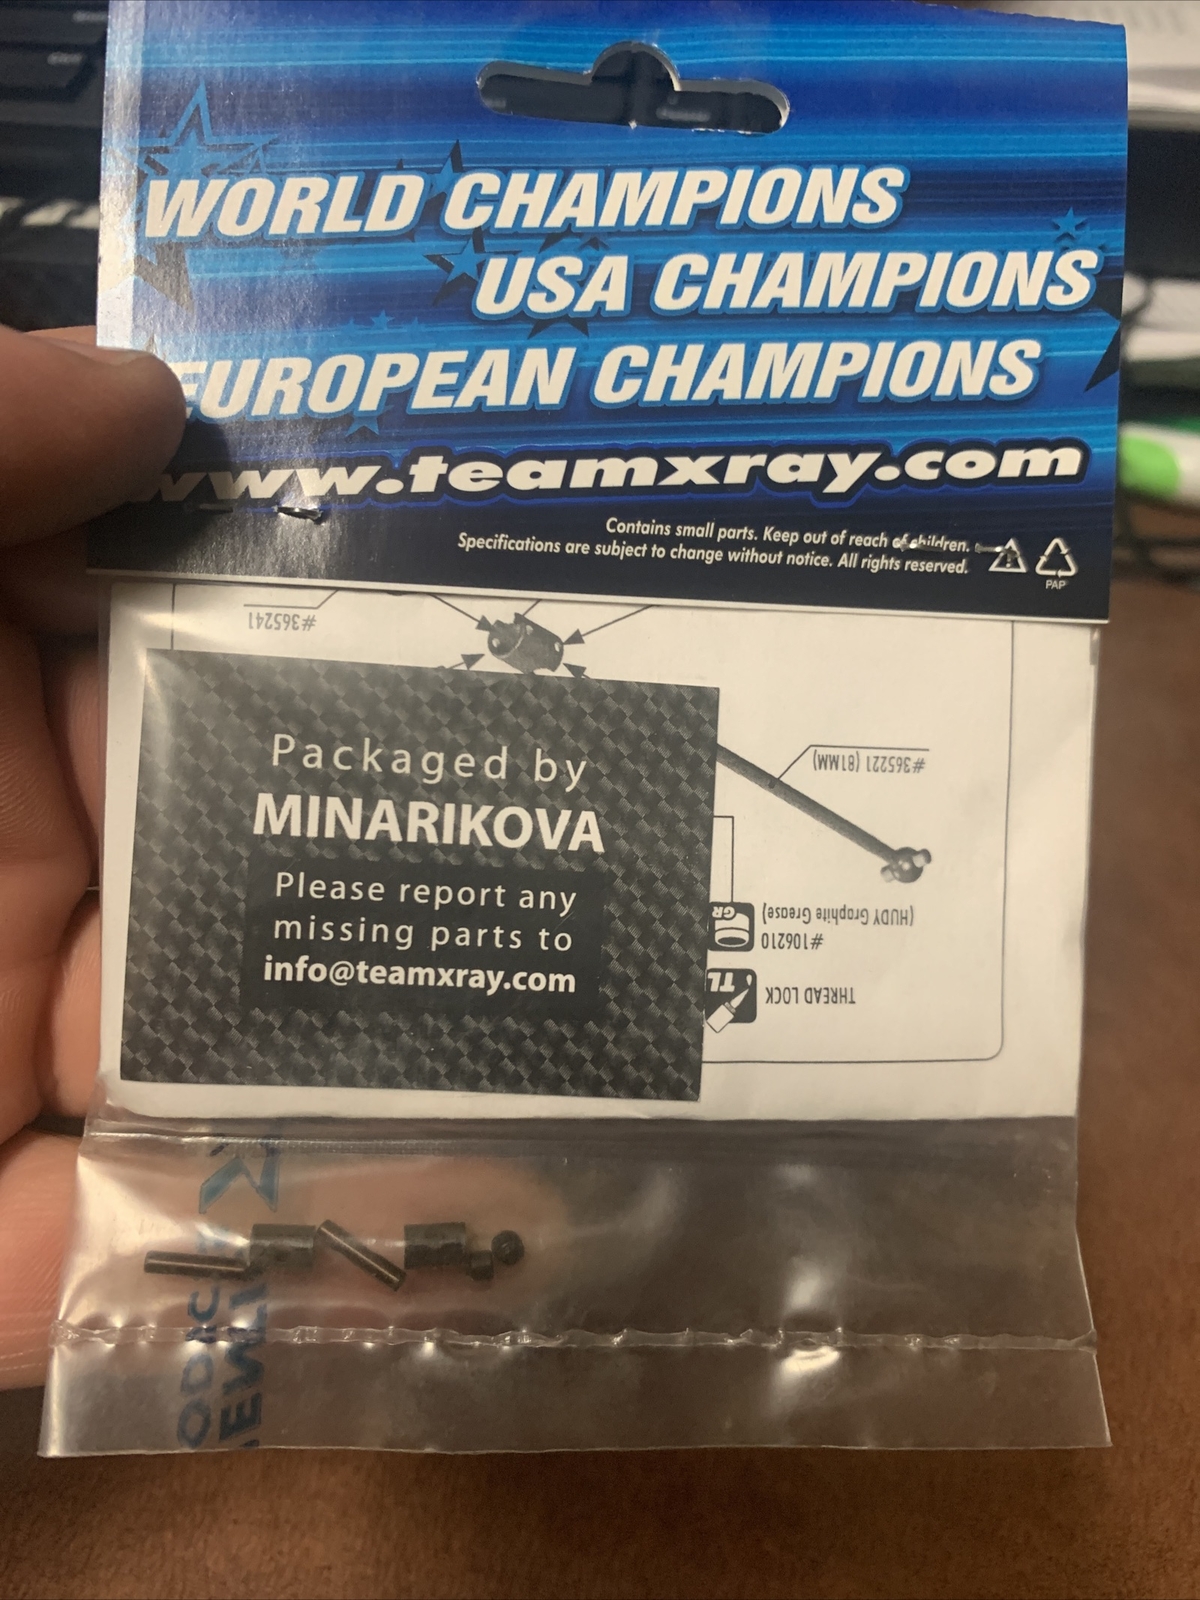 WORLD CHAMPIONS
USA CHAMPIONS
EUROPEAN CHAMPIONS
www.teamxray.com
Contains small parts. Keep out of reach of children.
Specifications are subject to change without notice. All rights reserved.
PAP
#365241
#365221 (81MM)
Packaged by
MINARIKOVA
Please report any
missing parts to
info@teamxray.com
GR
(HUDY Graphite Grease)
#106210
TL
THREAD LOCK